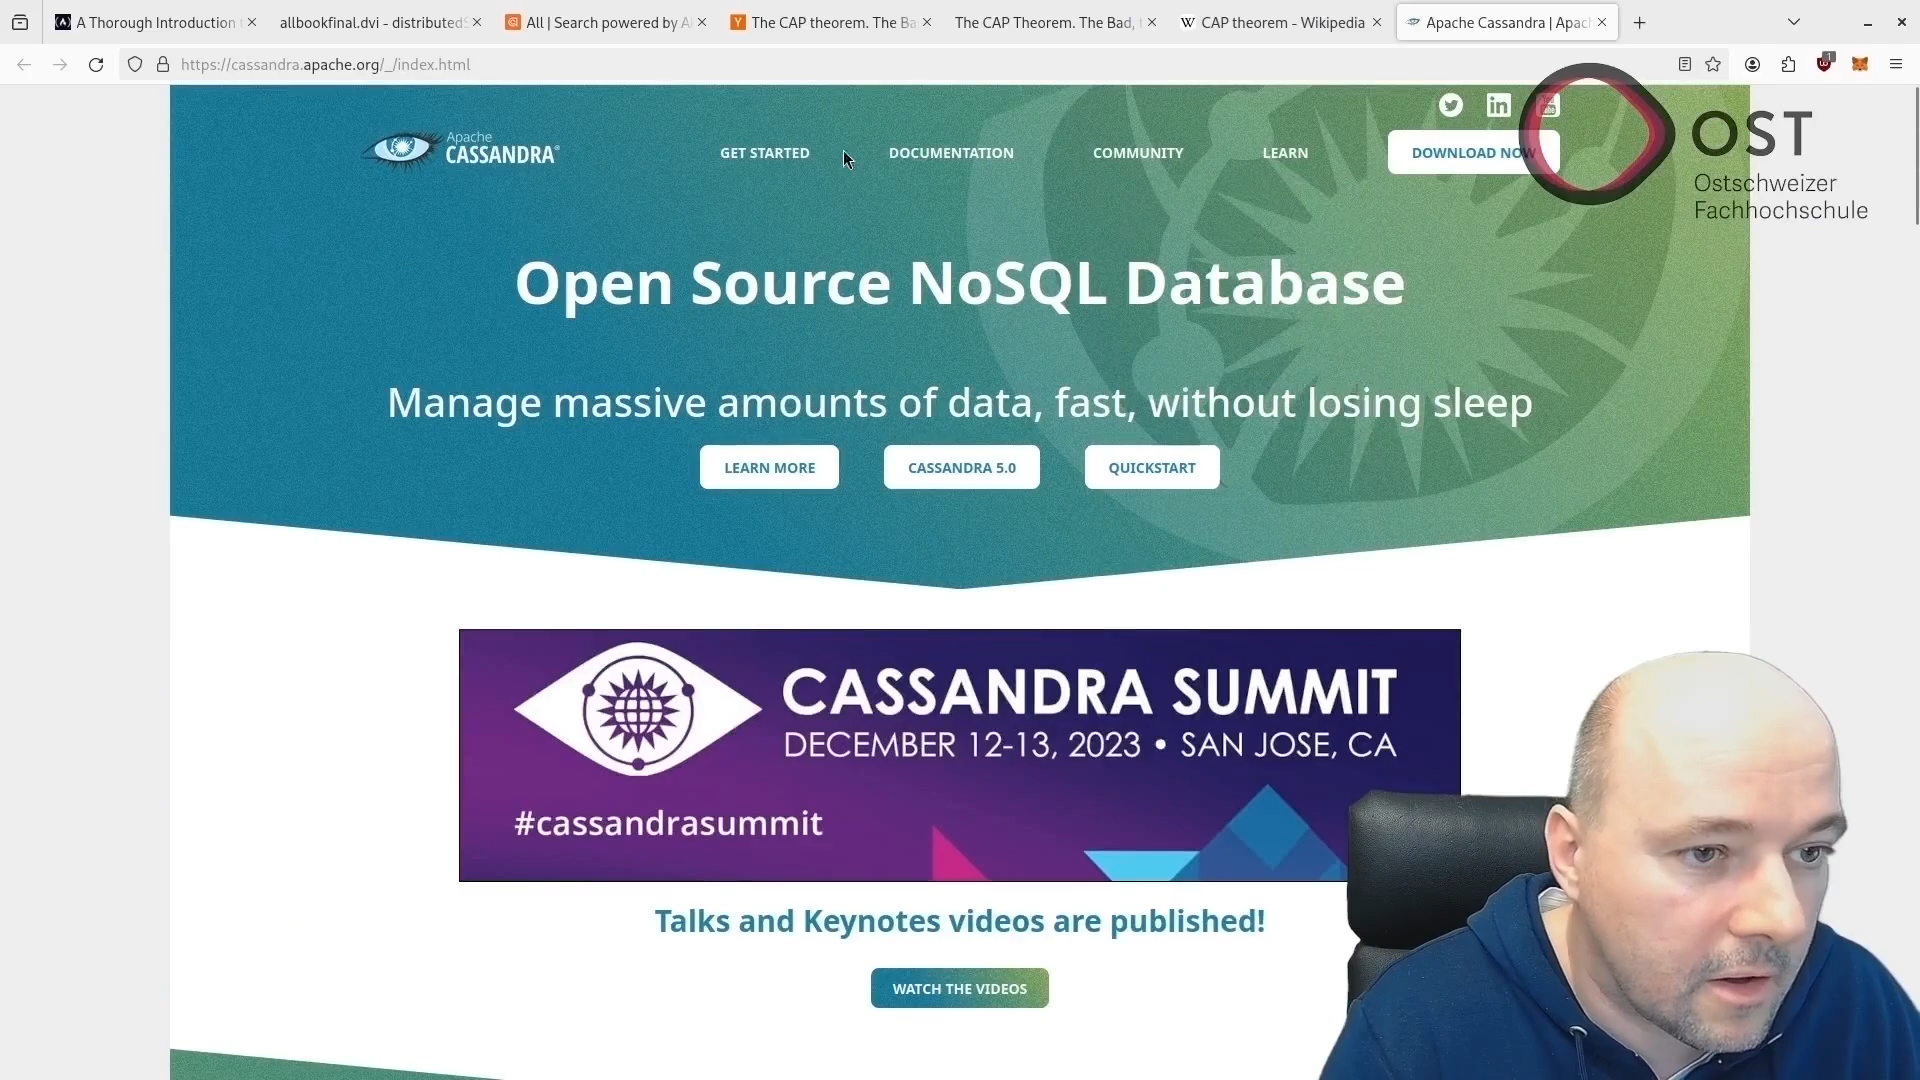 A Thorough Introduction
allbookfinal.dvi - distributedS
All | Search powered by A
The CAP theorem. The Ba
The CAP Theorem. The Bad,
W CAP theorem - Wikipedia
Apache Cassandra | Apac
https://cassandra.apache.org/_/index.html
1
Apache
CASSANDRA®
GET STARTED
DOCUMENTATION
COMMUNITY
LEARN
DOWNLOAD NOW
OST
Ostschweizer
Fachhochschule
Open Source NoSQL Database
Manage massive amounts of data, fast, without losing sleep
LEARN MORE
CASSANDRA 5.0
QUICKSTART
CASSANDRA SUMMIT
DECEMBER 12-13, 2023 • SAN JOSE, CA
#cassandrasummit
Talks and Keynotes videos are published!
WATCH THE VIDEOS